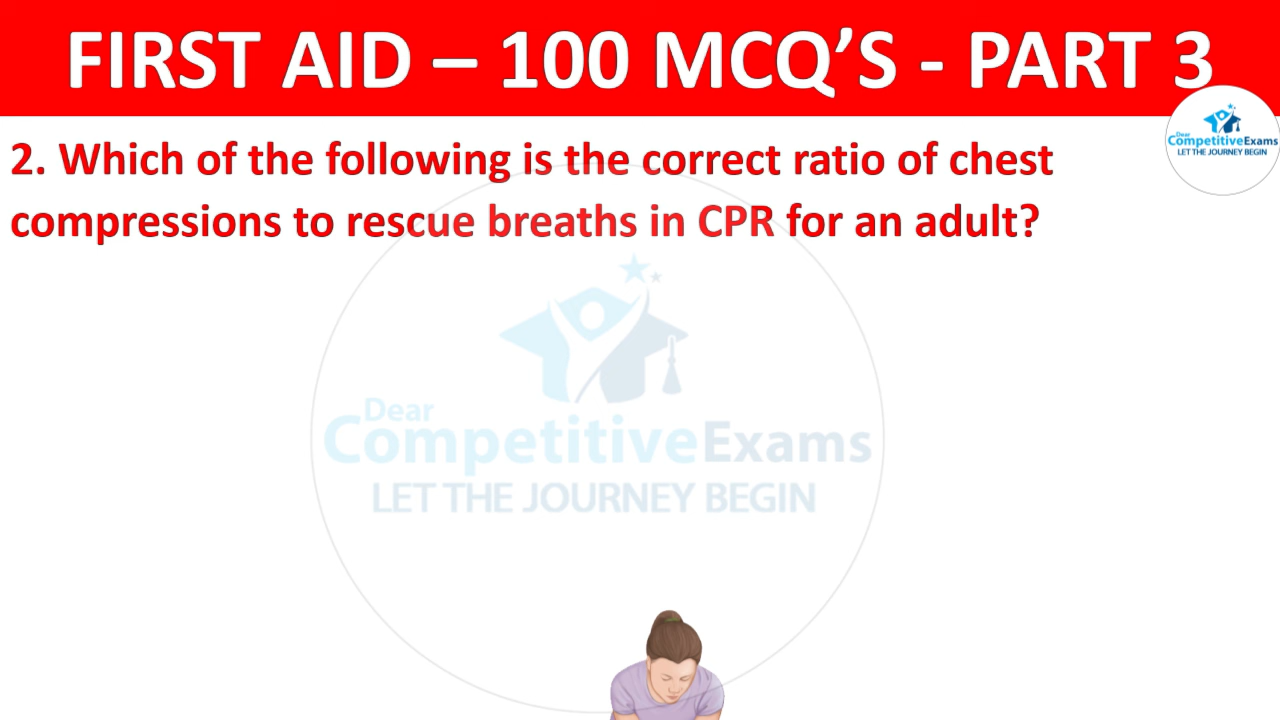 FIRST AID – 100 MCQ’S - PART 3
Dear
CompetitiveExams
LET THE JOURNEY BEGIN
2. Which of the following is the correct ratio of chest
compressions to rescue breaths in CPR for an adult?
Dear
CompetitiveExams
LET THE JOURNEY BEGIN